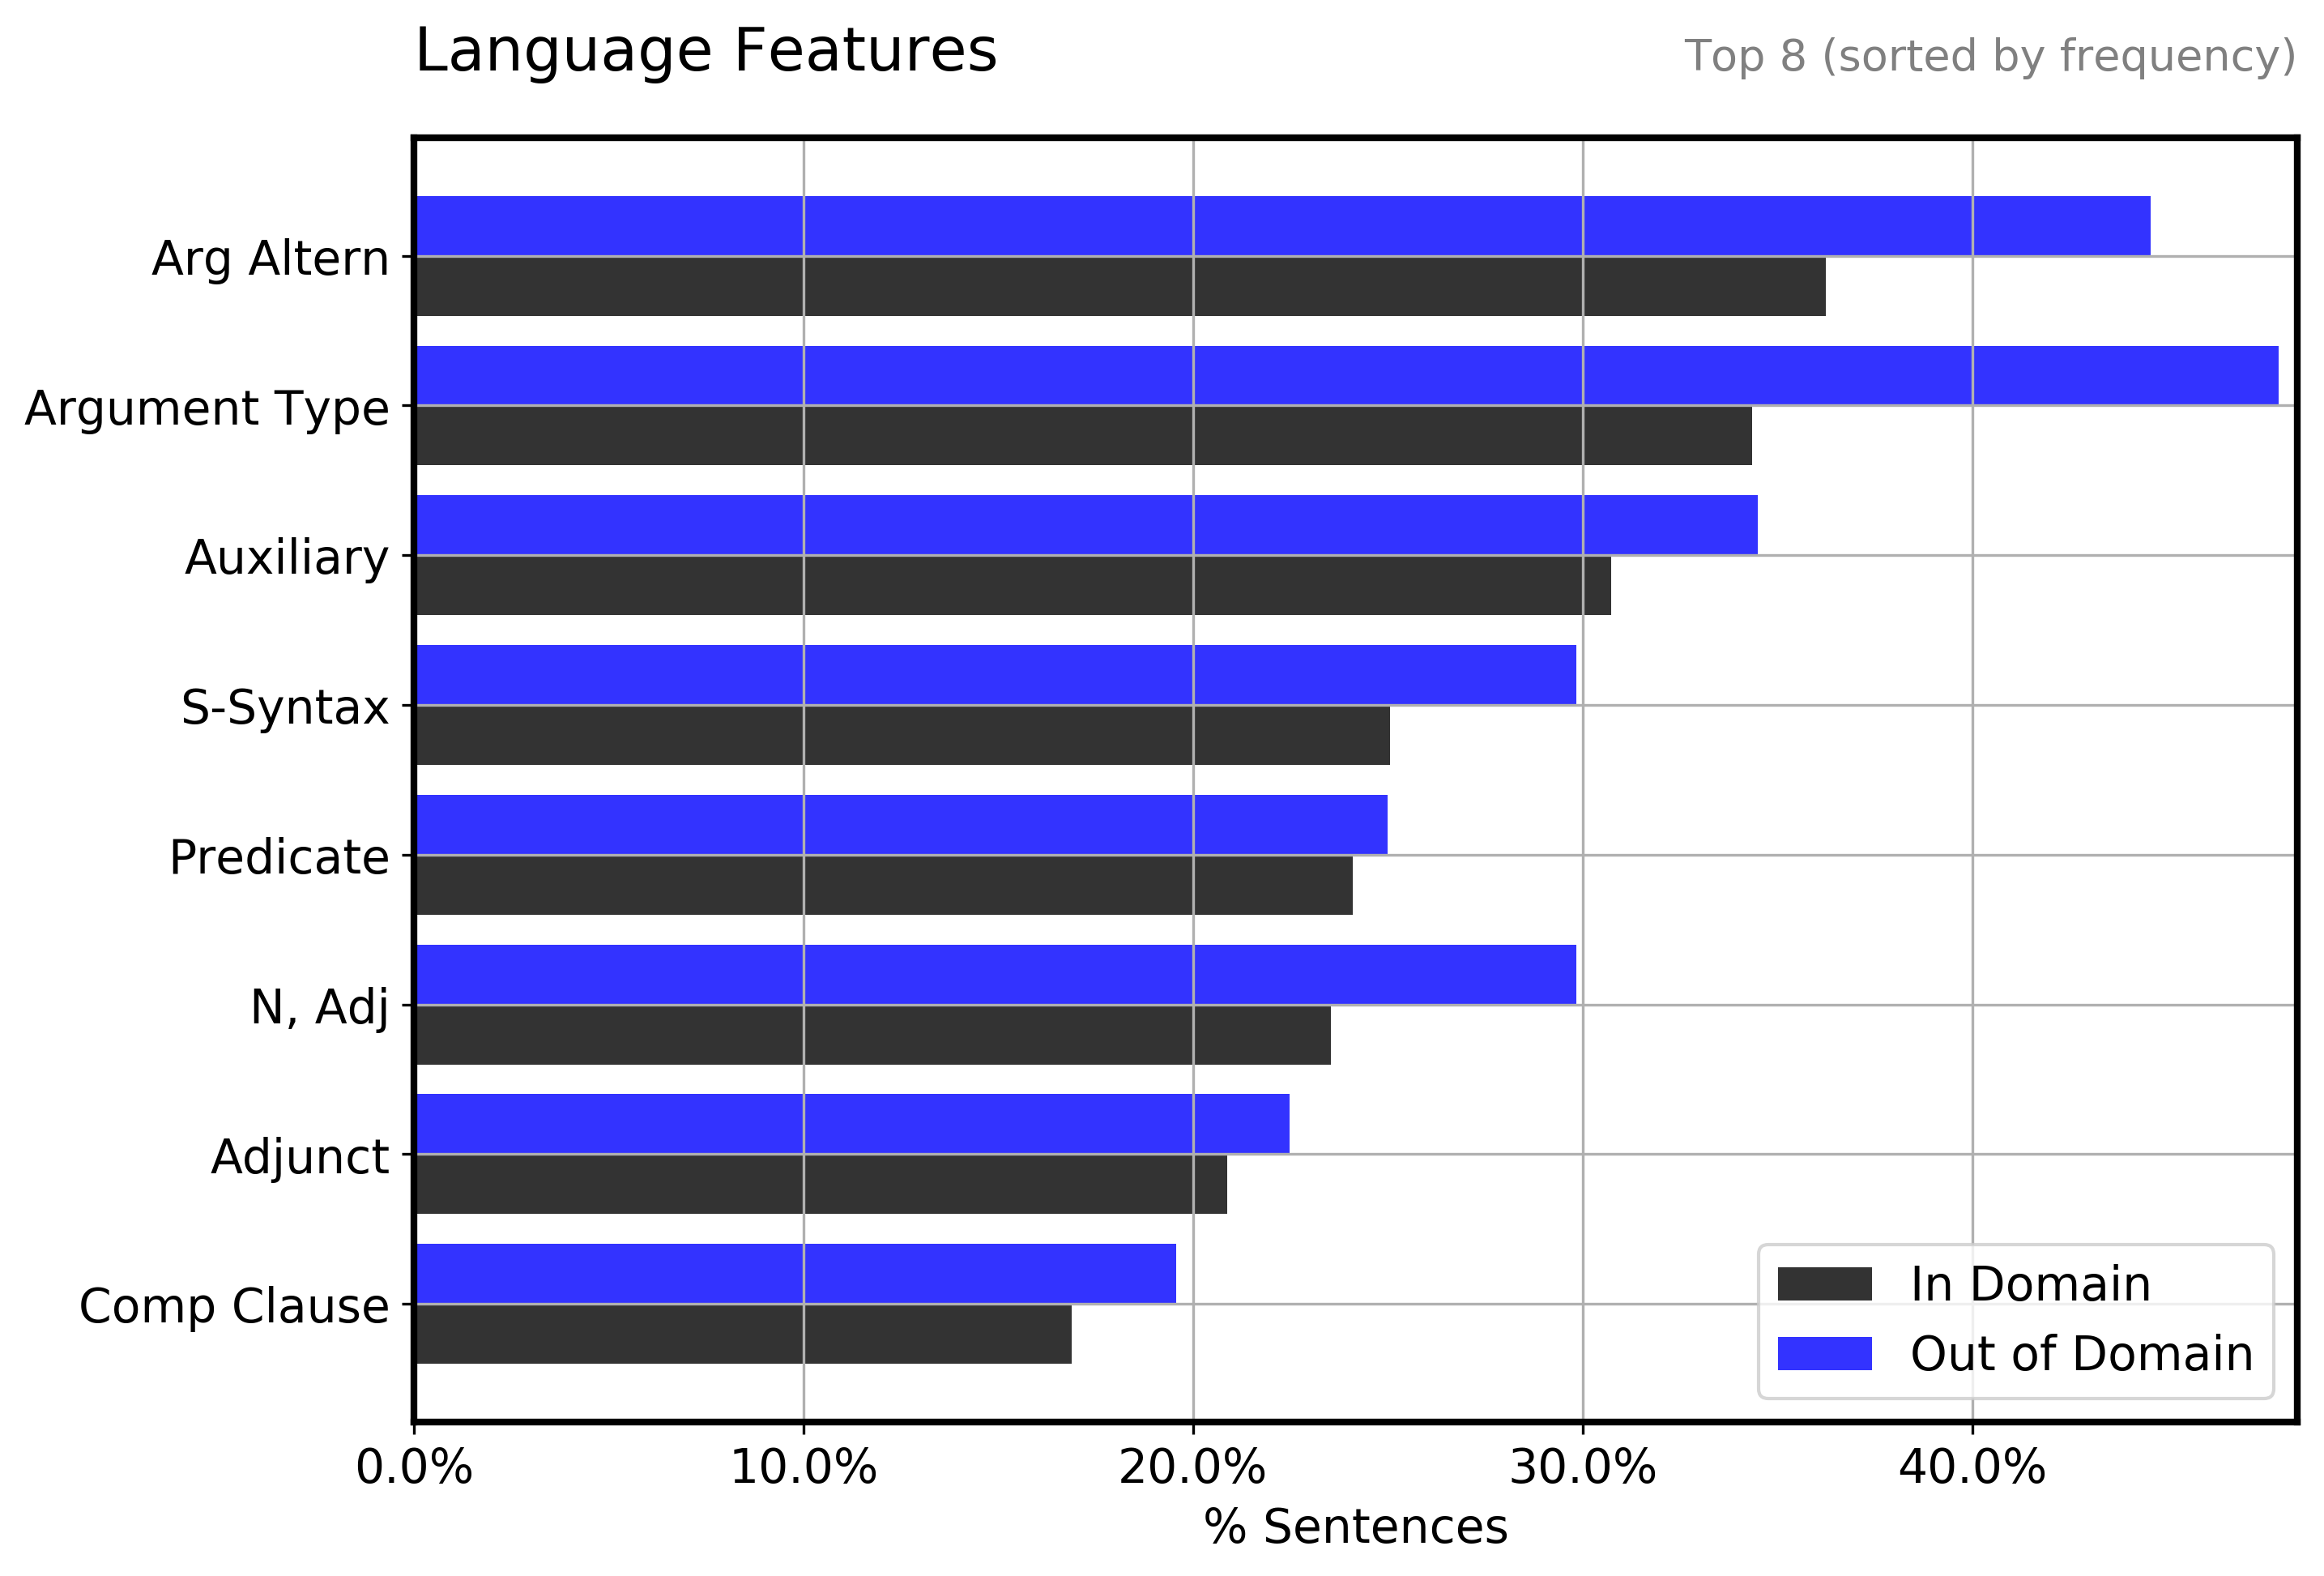 Language Features
Top 8 (sorted by frequency)
Arg Altern
Argument Type
Auxiliary
S-Syntax
Predicate
N, Adj
Adjunct
Comp Clause
In Domain
Out of Domain
0.0% 10.0% 20.0% 30.0% 40.0%
% Sentences